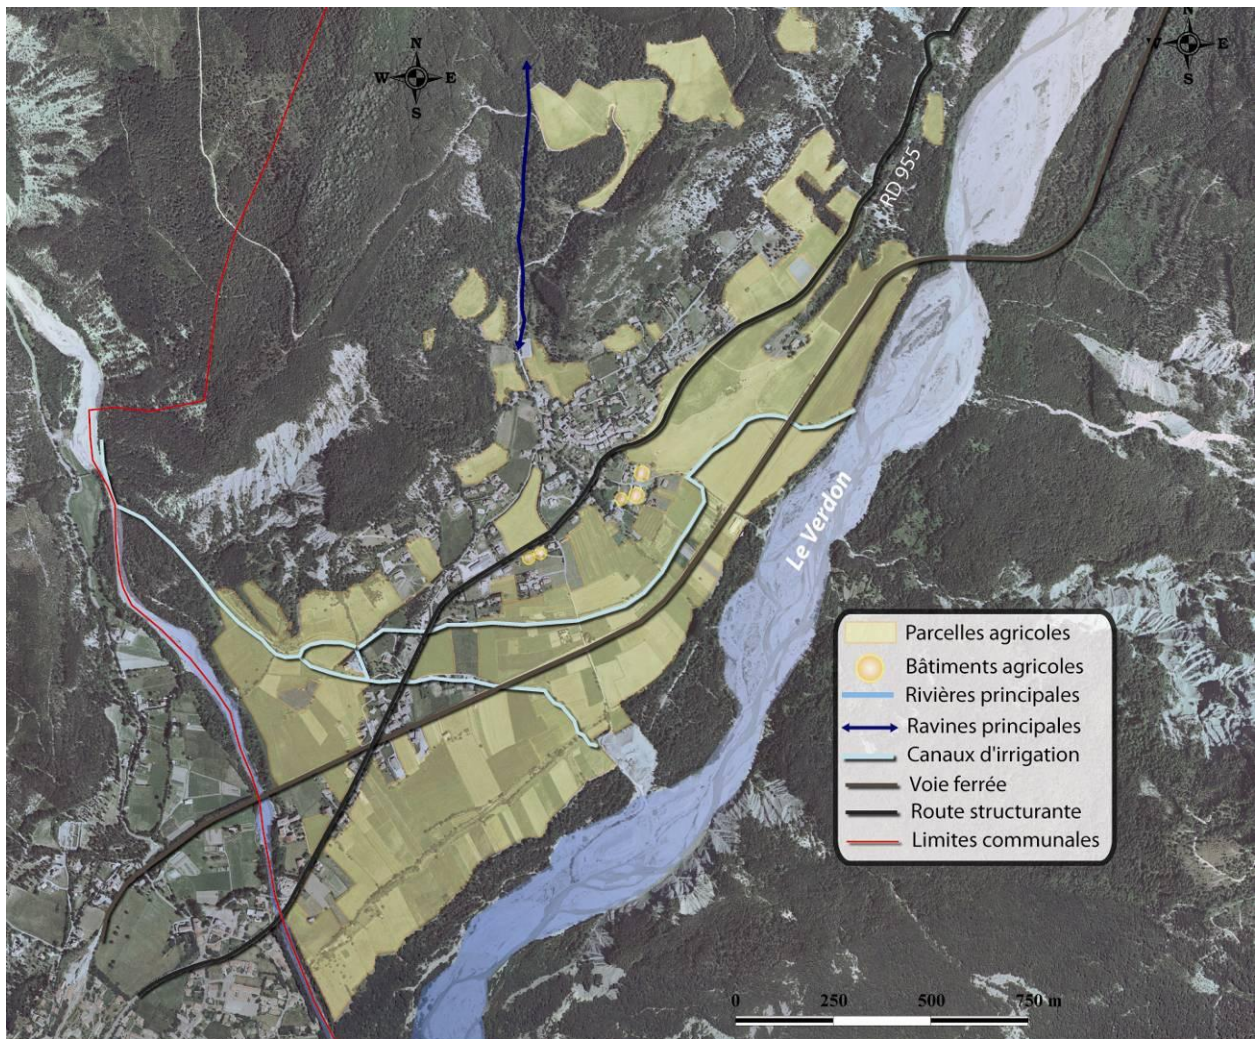 N
W E
S
N
W E
S
RD 955
Le Verdon
Parcelles agricoles
Bâtiments agricoles
Rivières principales
Ravines principales
Canaux d'irrigation
Voie ferrée
Route structurante
Limites communales
0 250 500 750 m